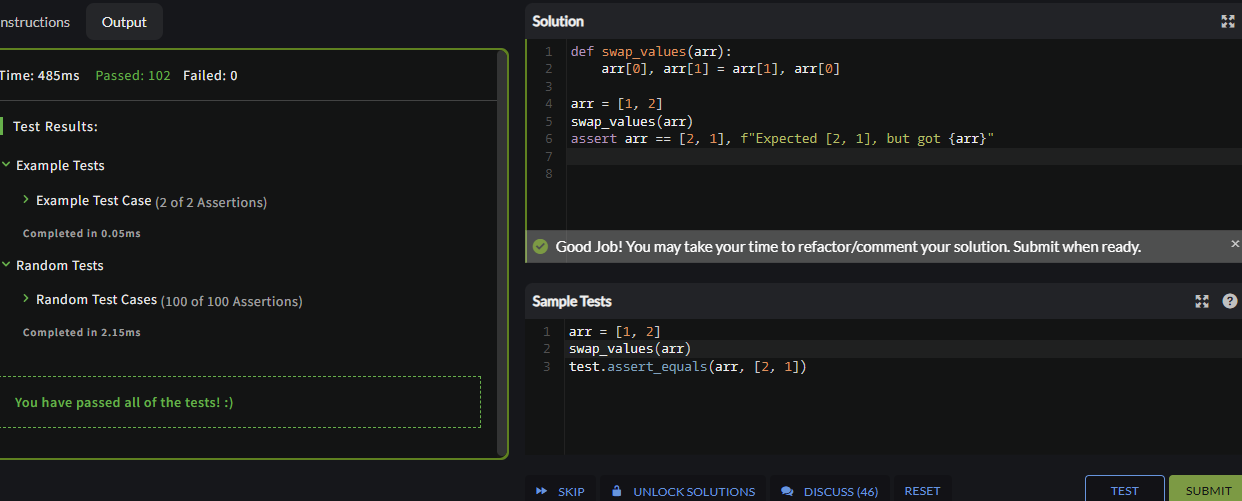 nstructions
Output
Time: 485ms Passed: 102 Failed: 0
Test Results:
Example Tests
Example Test Case (2 of 2 Assertions)
Completed in 0.05ms
Random Tests
Random Test Cases (100 of 100 Assertions)
Completed in 2.15ms
You have passed all of the tests! :)
Solution
1 def swap_values(arr):
2     arr[0], arr[1] = arr[1], arr[0]
3
4 arr = [1, 2]
5 swap_values(arr)
6 assert arr == [2, 1], f"Expected [2, 1], but got {arr}"
7
8
Good Job! You may take your time to refactor/comment your solution. Submit when ready.
Sample Tests
1 arr = [1, 2]
2 swap_values(arr)
3 test.assert_equals(arr, [2, 1])
SKIP
UNLOCK SOLUTIONS
DISCUSS (46)
RESET
TEST
SUBMIT